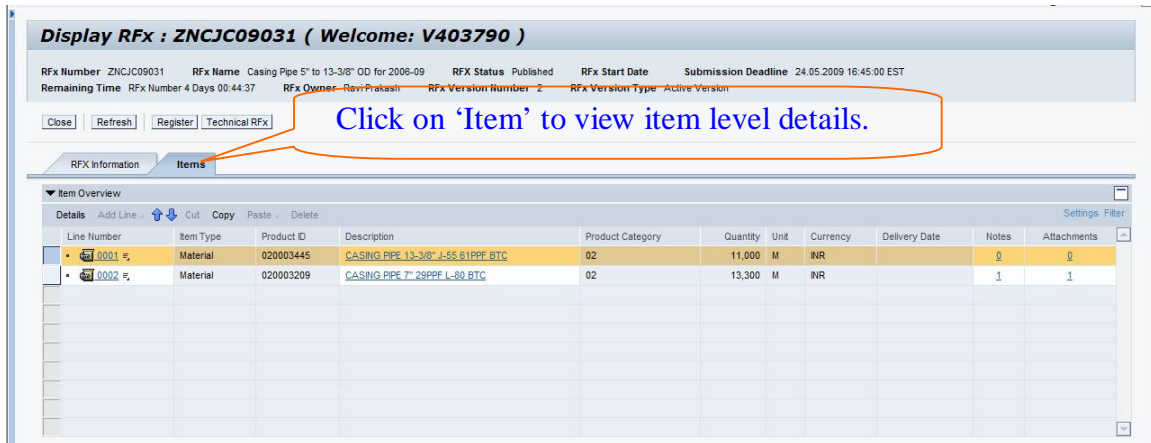 Display RFx : ZNCJC09031 ( Welcome: V403790 )
RFx Number ZNCJC09031 RFx Name Casing Pipe 5" to 13-3/8" OD for 2006-09 RFX Status Published RFx Start Date Submission Deadline 24.05.2009 16:45:00 EST
Remaining Time RFx Number 4 Days 00:44:37 RFx Owner Ravi Prakash RFx Version Number 2 RFx Version Type Active Version
Click on ‘Item’ to view item level details.
Close Refresh Register Technical RFx
RFX Information Items
Item Overview
Details Add Line Cut Copy Paste Delete Settings Filter
Line Number Item Type Product ID Description Product Category Quantity Unit Currency Delivery Date Notes Attachments
0001 Material 020003445 CASING PIPE 13-3/8" J-55 61PPF BTC 02 11,000 M INR 0 0
0002 Material 020003209 CASING PIPE 7" 29PPF L-80 BTC 02 13,300 M INR 1 1